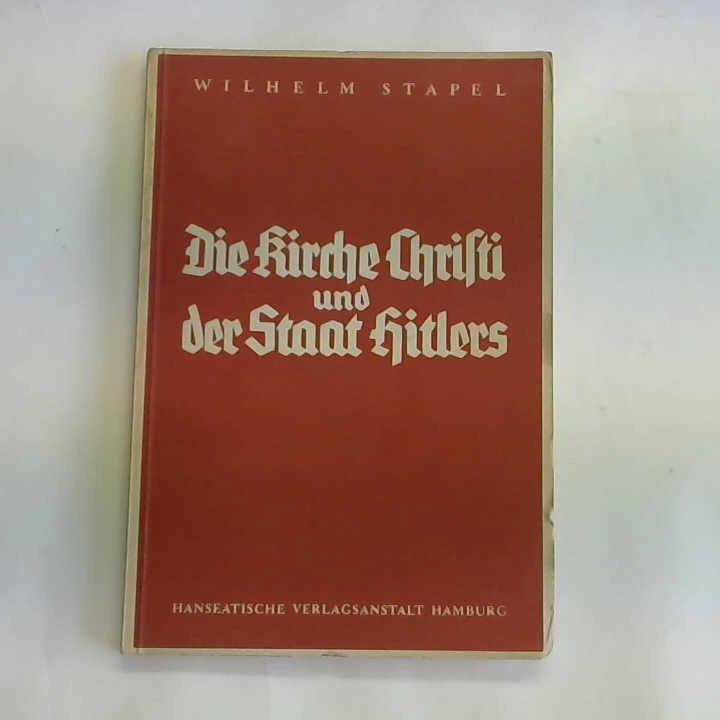 WILHELM STAPEL
Die Kirche Chriſti
und
der Staat Hitlers
HANSEATISCHE VERLAGSANSTALT HAMBURG